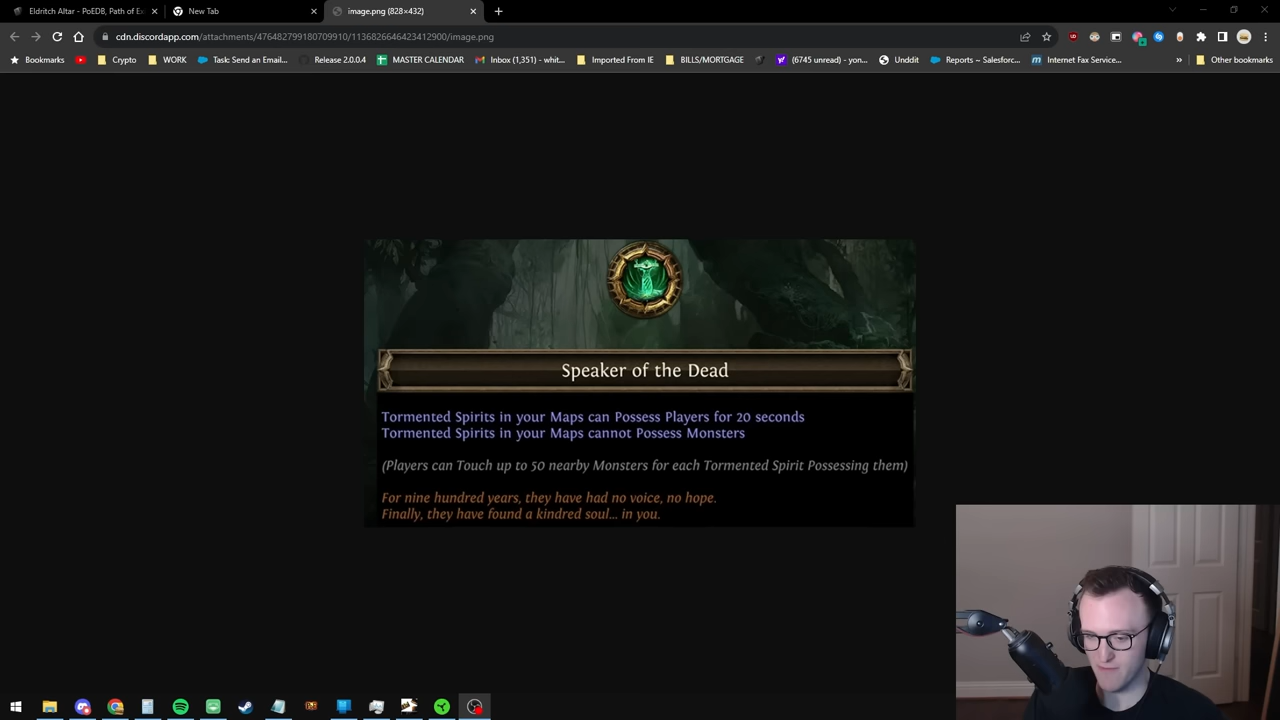 Eldritch Altar - PoEDB, Path of Ex
New Tab
image.png (828×432)
cdn.discordapp.com/attachments/476482799180709910/1136826646423412900/image.png
Bookmarks
Crypto
WORK
Task: Send an Email...
Release 2.0.0.4
MASTER CALENDAR
Inbox (1,351) - whit...
Imported From IE
BILLS/MORTGAGE
(6745 unread) - yon...
Unddit
Reports ~ Salesforc...
Internet Fax Service...
»
Other bookmarks
Speaker of the Dead
Tormented Spirits in your Maps can Possess Players for 20 seconds
Tormented Spirits in your Maps cannot Possess Monsters
(Players can Touch up to 50 nearby Monsters for each Tormented Spirit Possessing them)
For nine hundred years, they have had no voice, no hope.
Finally, they have found a kindred soul... in you.